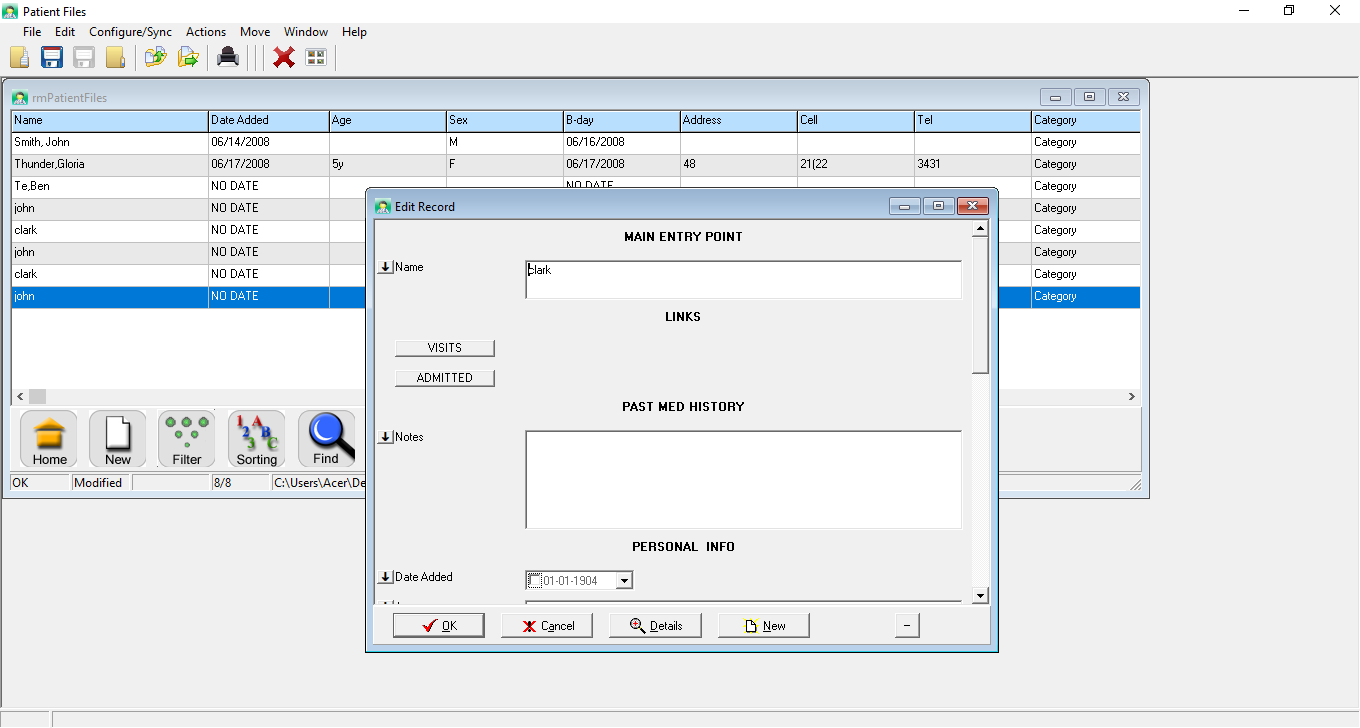 Patient Files
File Edit Configure/Sync Actions Move Window Help
rmPatientFiles
Name Date Added Age Sex B-day Address Cell Tel Category
Smith, John 06/14/2008 M 06/16/2008 Category
Thunder,Gloria 06/17/2008 5y F 06/17/2008 48 21(22 3431 Category
Te,Ben NO DATE NO DATE Category
john NO DATE Category
clark NO DATE Category
john NO DATE Category
clark NO DATE Category
john NO DATE Category
Home New Filter Sorting Find
OK Modified 8/8 C:\Users\Acer\De
Edit Record
MAIN ENTRY POINT
Name clark
LINKS
VISITS
ADMITTED
PAST MED HISTORY
Notes
PERSONAL INFO
Date Added 01-01-1904
OK Cancel Details New –